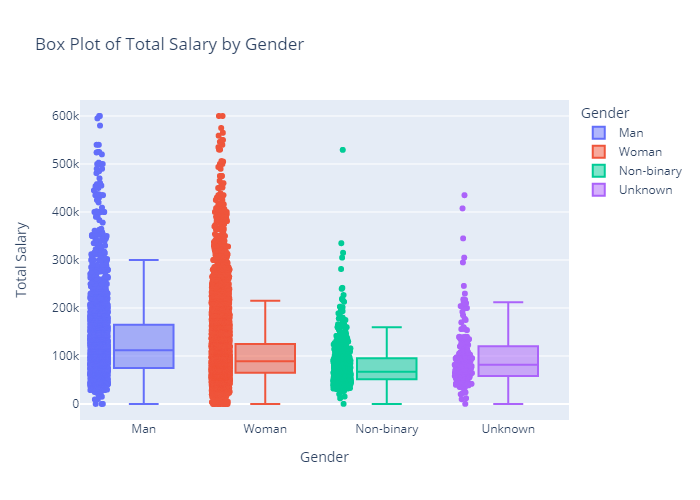 Box Plot of Total Salary by Gender
Gender
Man
Woman
Non-binary
Unknown
Total Salary
600k
500k
400k
300k
200k
100k
0
Man Woman Non-binary Unknown
Gender